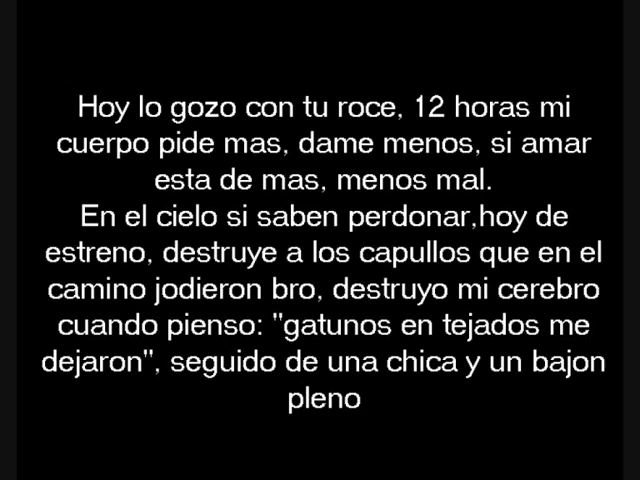 Hoy lo gozo con tu roce, 12 horas mi
cuerpo pide mas, dame menos, si amar
esta de mas, menos mal.
En el cielo si saben perdonar,hoy de
estreno, destruye a los capullos que en el
camino jodieron bro, destruyo mi cerebro
cuando pienso: "gatunos en tejados me
dejaron", seguido de una chica y un bajon
pleno